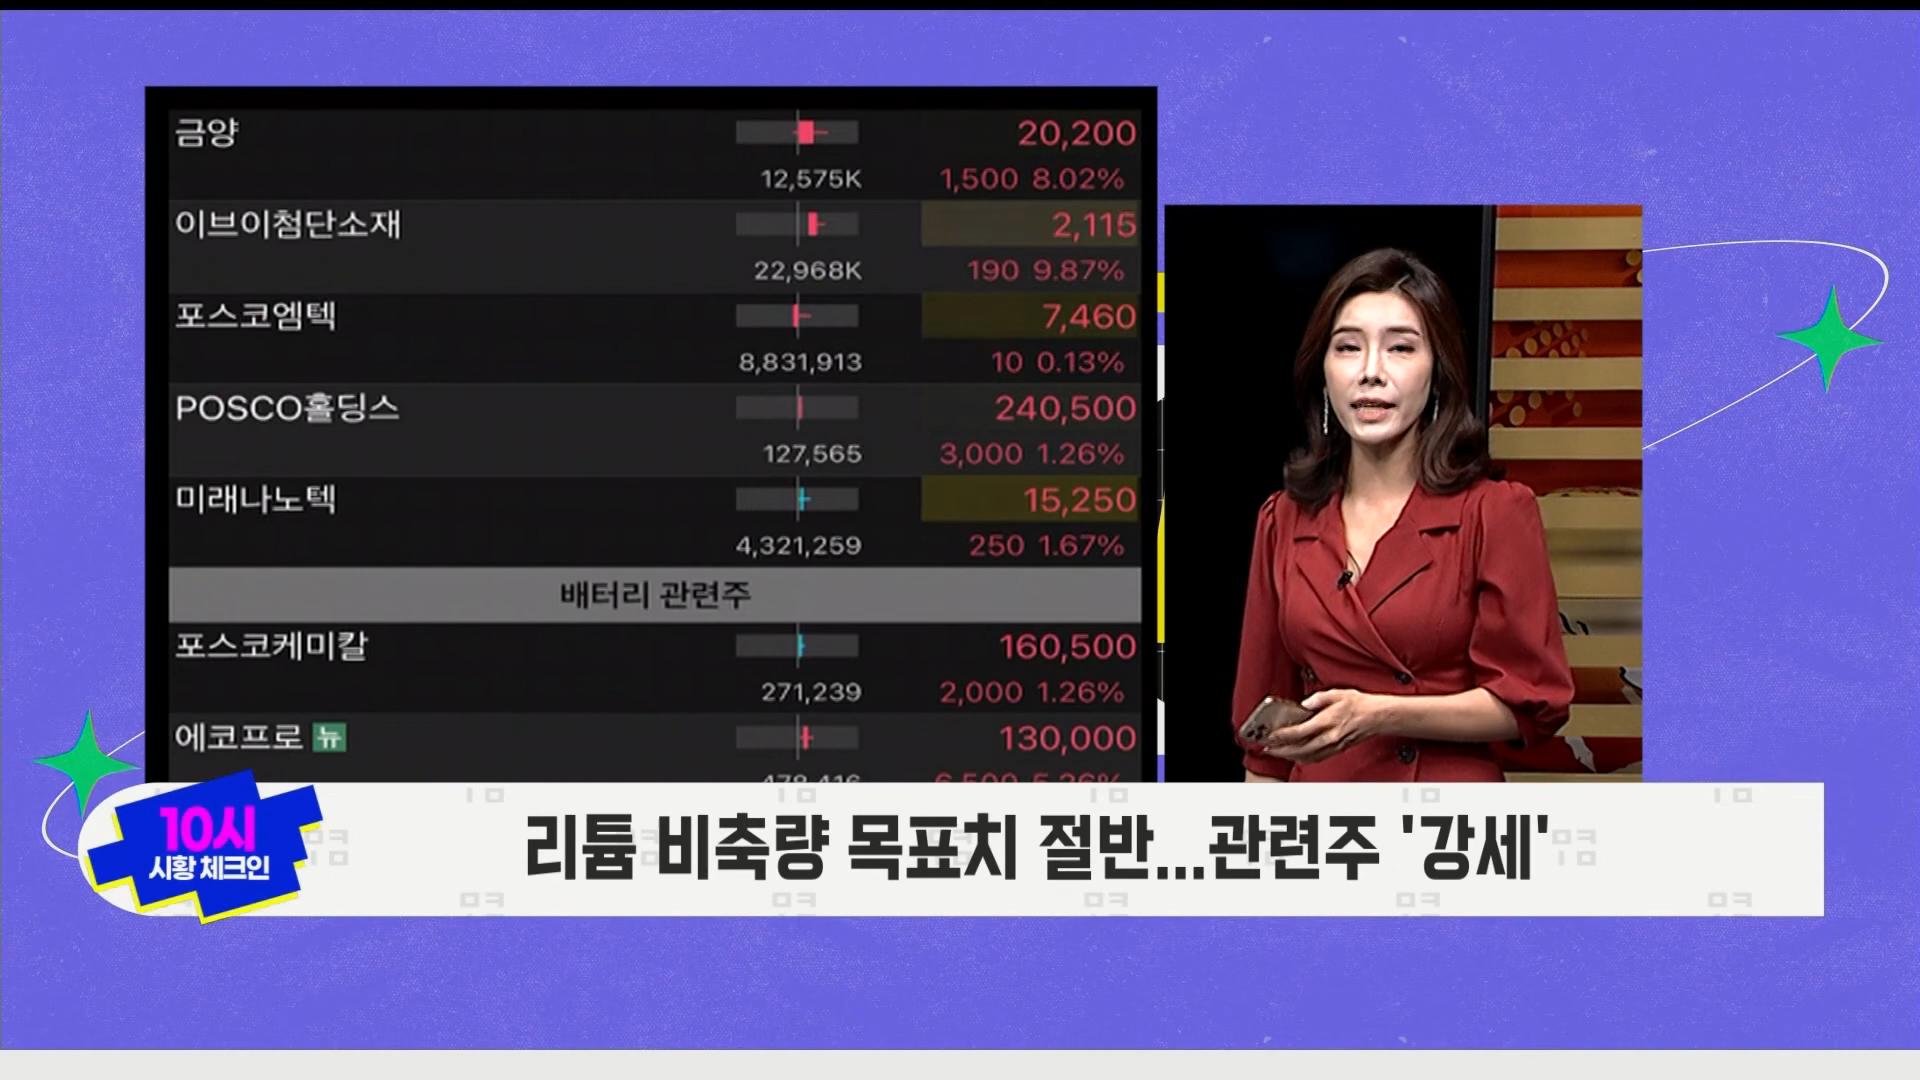 금양
20,200
12,575K
1,500 8.02%
이브이첨단소재
2,115
22,968K
190 9.87%
포스코엠텍
7,460
8,831,913
10 0.13%
POSCO홀딩스
240,500
127,565
3,000 1.26%
미래나노텍
15,250
4,321,259
250 1.67%
배터리 관련주
포스코케미칼
160,500
271,239
2,000 1.26%
에코프로 뉴
130,000
10시
시황 체크인
리튬 비축량 목표치 절반...관련주 '강세'